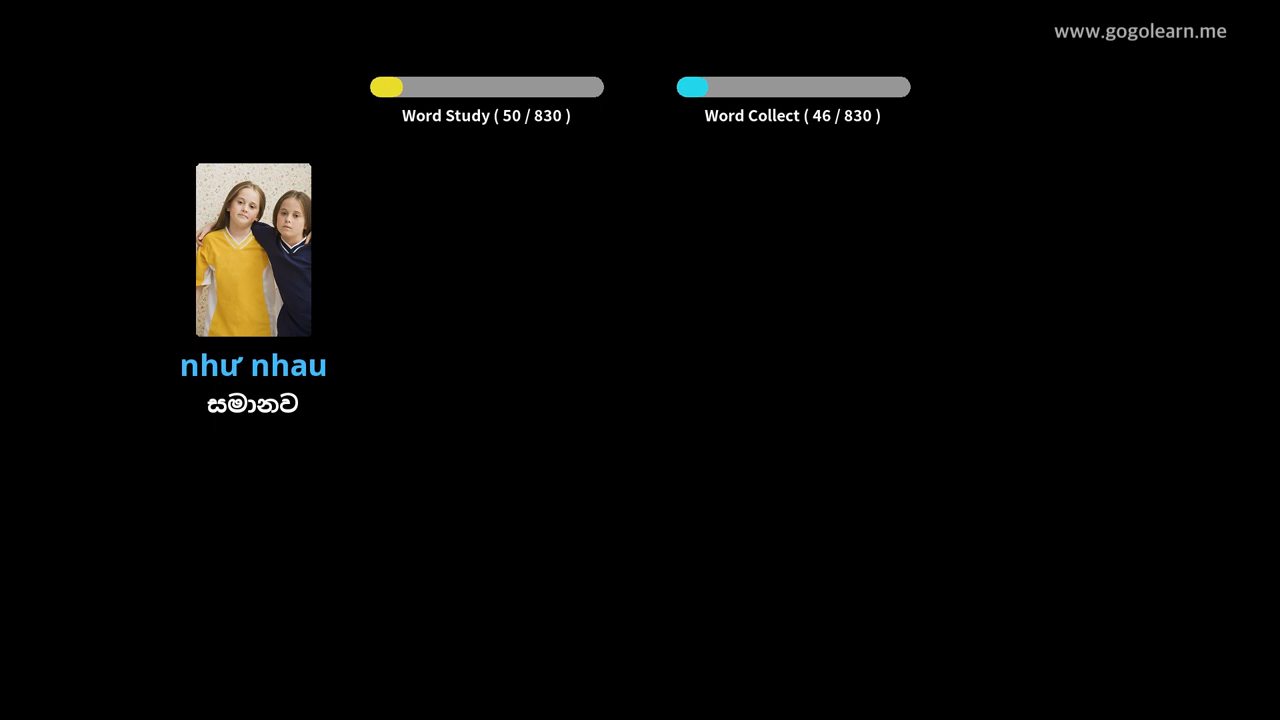 www.gogolearn.me
Word Study ( 50 / 830 )
Word Collect ( 46 / 830 )
như nhau
සමානව